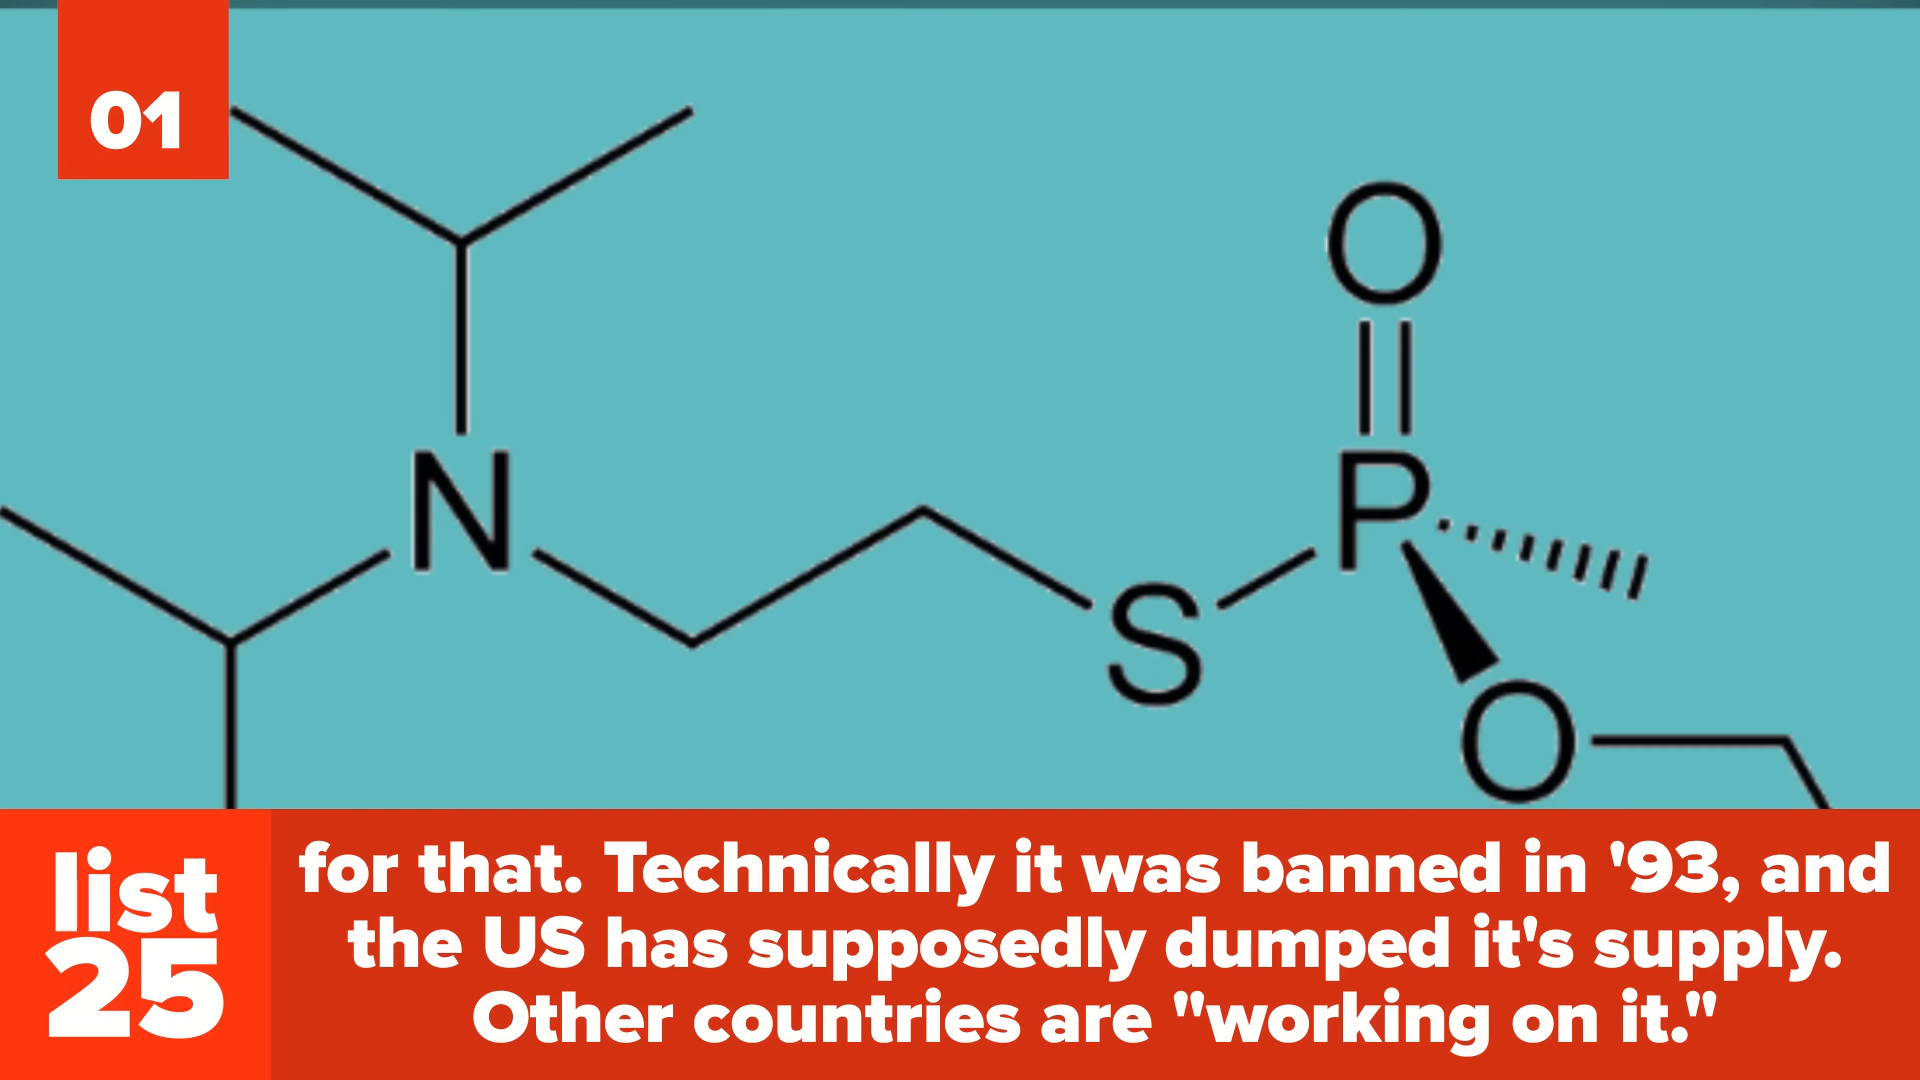 01
O
N
P
S
O
list
25
for that. Technically it was banned in '93, and
the US has supposedly dumped it's supply.
Other countries are "working on it."